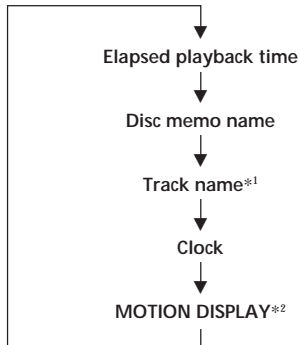 Elapsed playback time
Disc memo name
Track name*1
Clock
MOTION DISPLAY*2